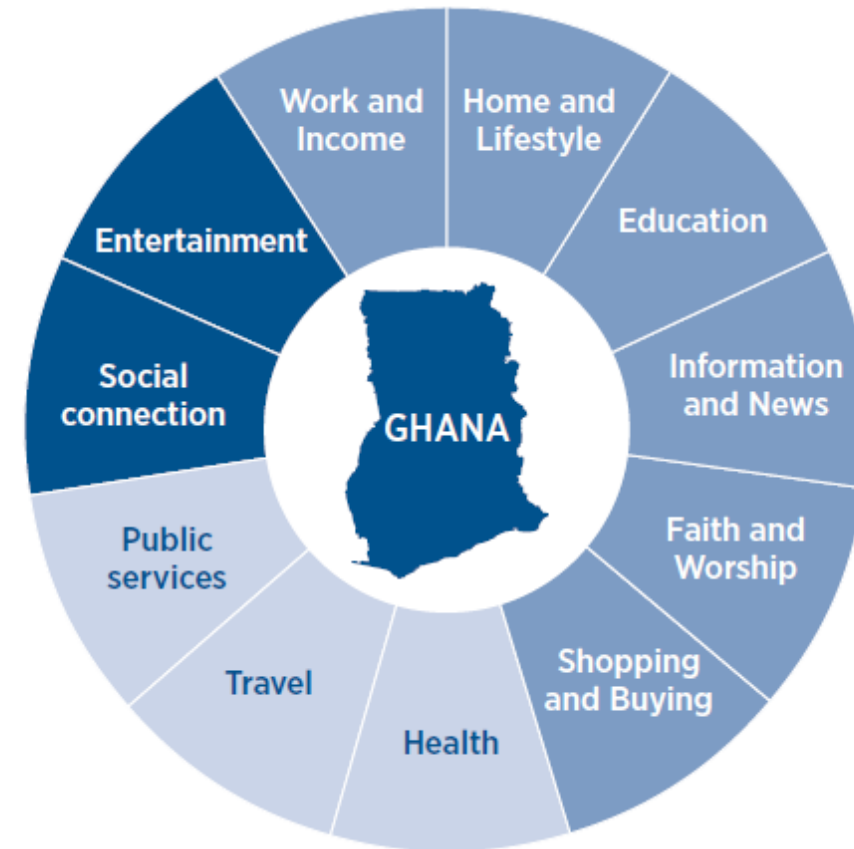 Work and
Income
Home and
Lifestyle
Education
Information
and News
Faith and
Worship
Shopping
and Buying
Health
Travel
Public
services
Social
connection
Entertainment
GHANA